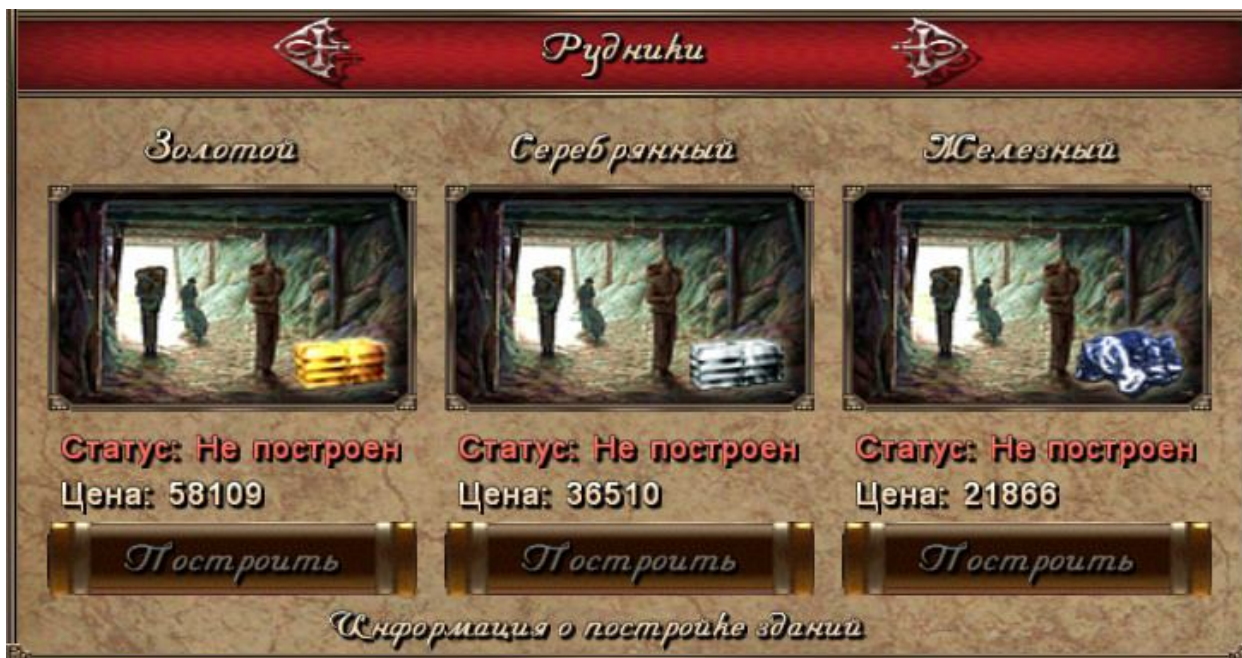 Рудники
Золотой
Серебрянный
Железный
Статус: Не построен
Статус: Не построен
Статус: Не построен
Цена: 58109
Цена: 36510
Цена: 21866
Построить
Построить
Построить
Информация о постройке зданий